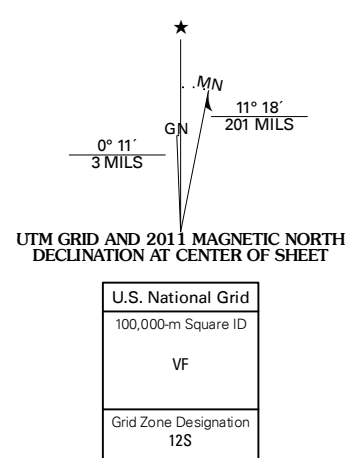 ★
MN
11° 18´
201 MILS
GN
0° 11´
3 MILS
UTM GRID AND 2011 MAGNETIC NORTH
DECLINATION AT CENTER OF SHEET
U.S. National Grid
100,000-m Square ID
VF
Grid Zone Designation
12S